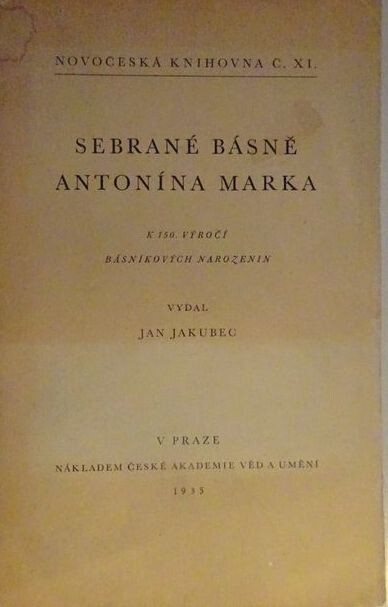 NOVOČESKÁ KNIHOVNA Č. XI.
SEBRANÉ BÁSNĚ
ANTONÍNA MARKA
K 150. VÝROČÍ
BÁSNÍKOVÝCH NAROZENIN
VYDAL
JAN JAKUBEC
V PRAZE
NÁKLADEM ČESKÉ AKADEMIE VĚD A UMĚNÍ
1935